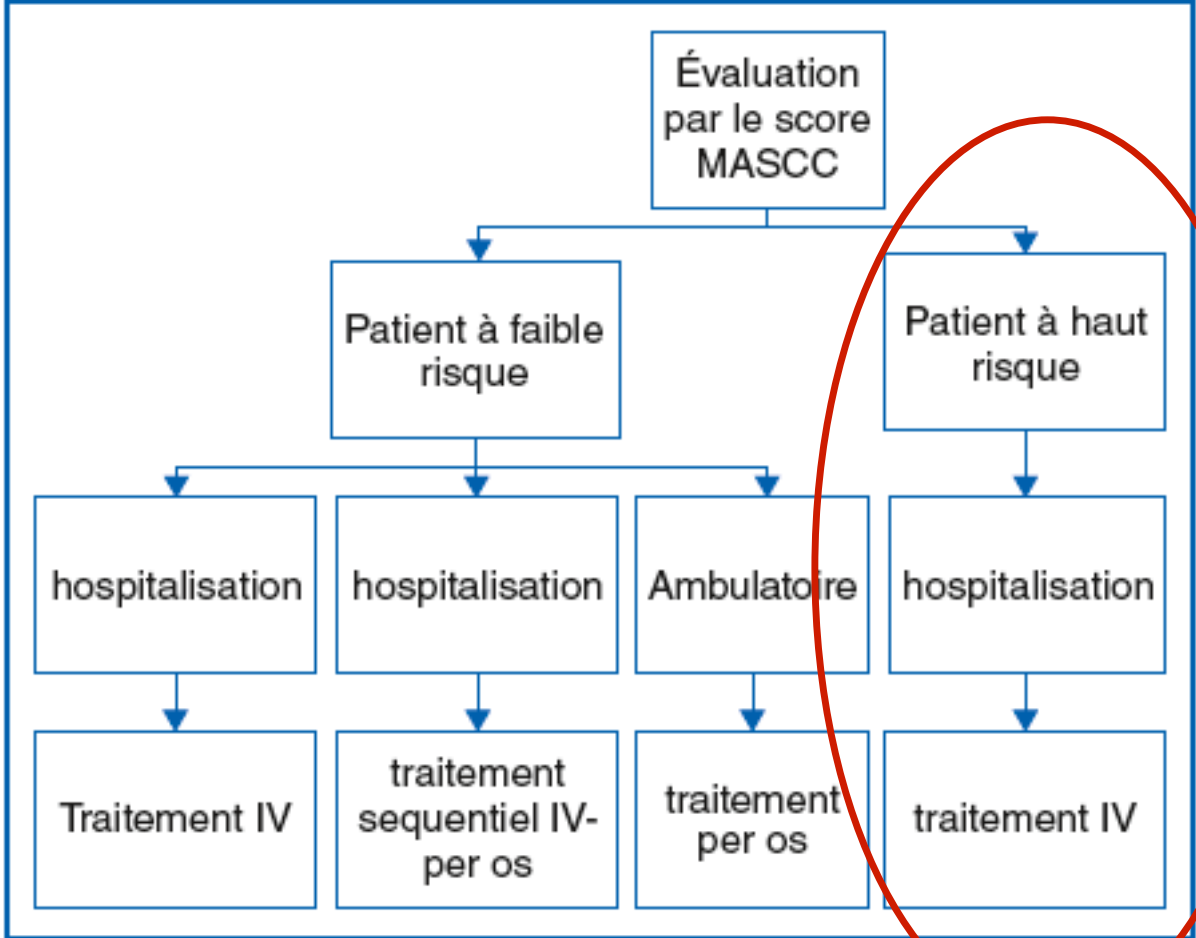 Évaluation
par le score
MASCC
Patient à faible
risque
Patient à haut
risque
hospitalisation
hospitalisation
Ambulatoire
hospitalisation
Traitement IV
traitement
sequentiel IV-
per os
traitement
per os
traitement IV